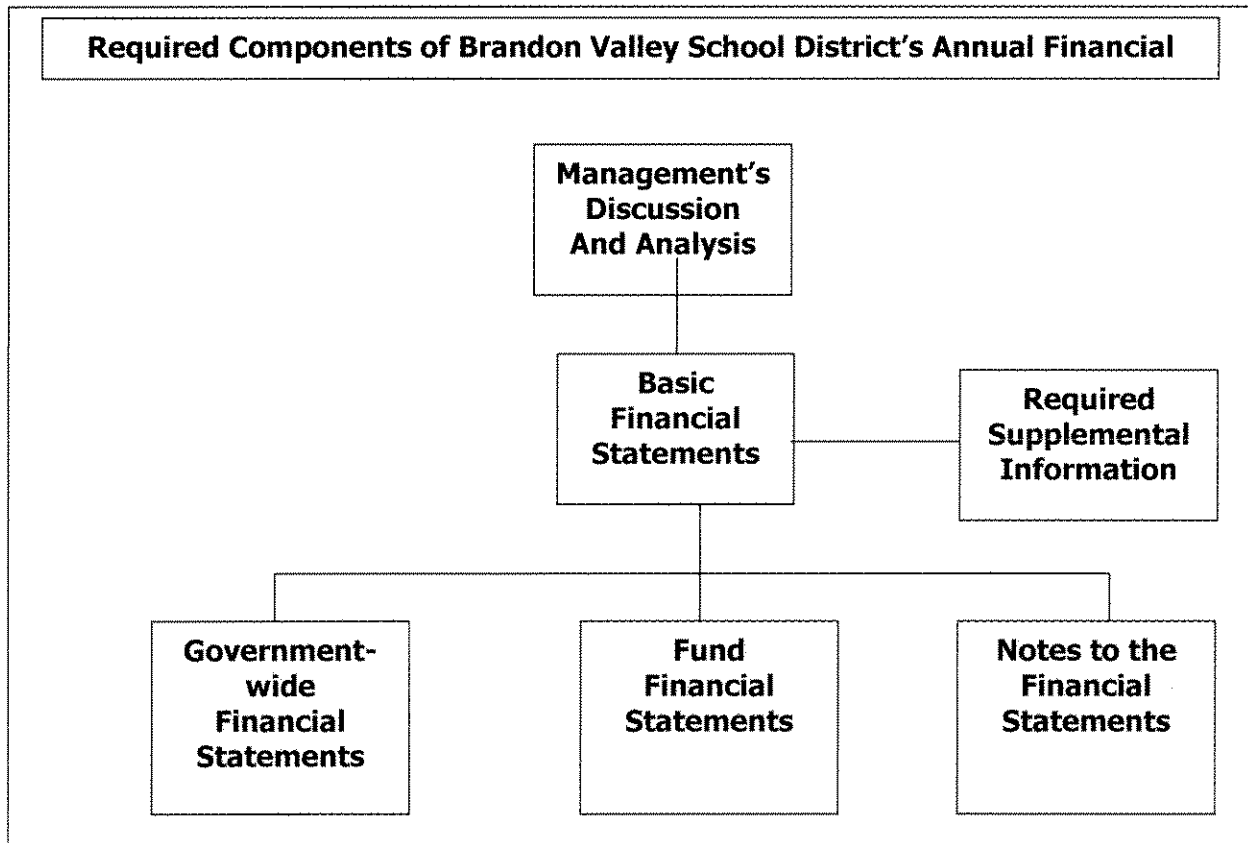 Required Components of Brandon Valley School District's Annual Financial
Management's
Discussion
And Analysis
Basic
Financial
Statements
Required
Supplemental
Information
Government-
wide
Financial
Statements
Fund
Financial
Statements
Notes to the
Financial
Statements